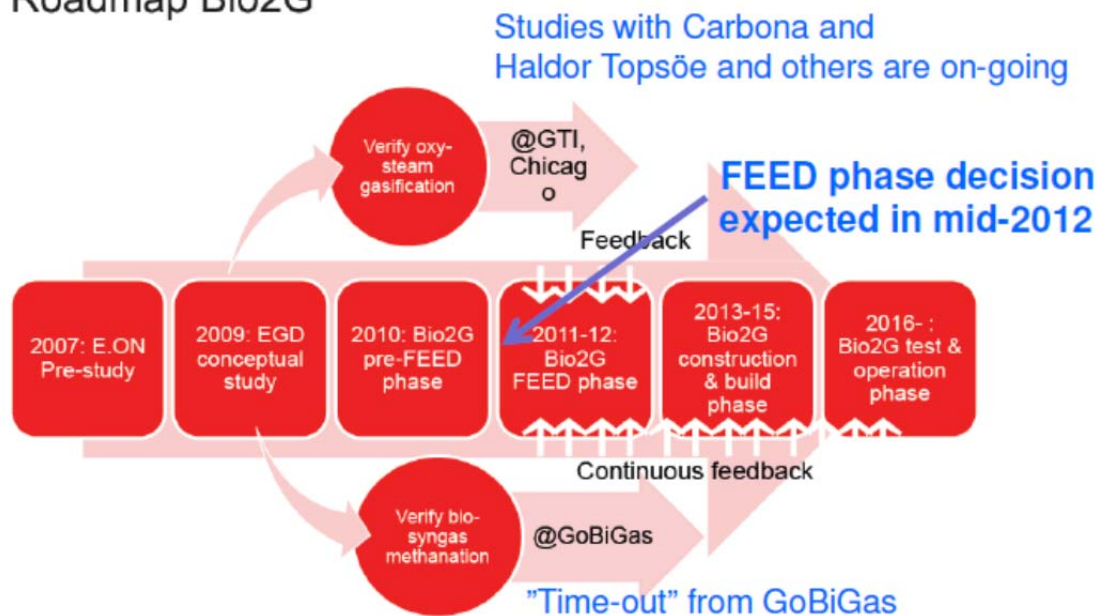 Roadmap Bio2G
Studies with Carbona and
Haldor Topsöe and others are on-going
Verify oxy-
steam
gasification
@GTI,
Chicag
o
FEED phase decision
expected in mid-2012
Feedback
2007: E.ON
Pre-study
2009: EGD
conceptual
study
2010: Bio2G
pre-FEED
phase
2011-12:
Bio2G
FEED phase
2013-15:
Bio2G
construction
& build
phase
2016- :
Bio2G test &
operation
phase
Continuous feedback
Verify bio-
syngas
methanation
@GoBiGas
"Time-out" from GoBiGas